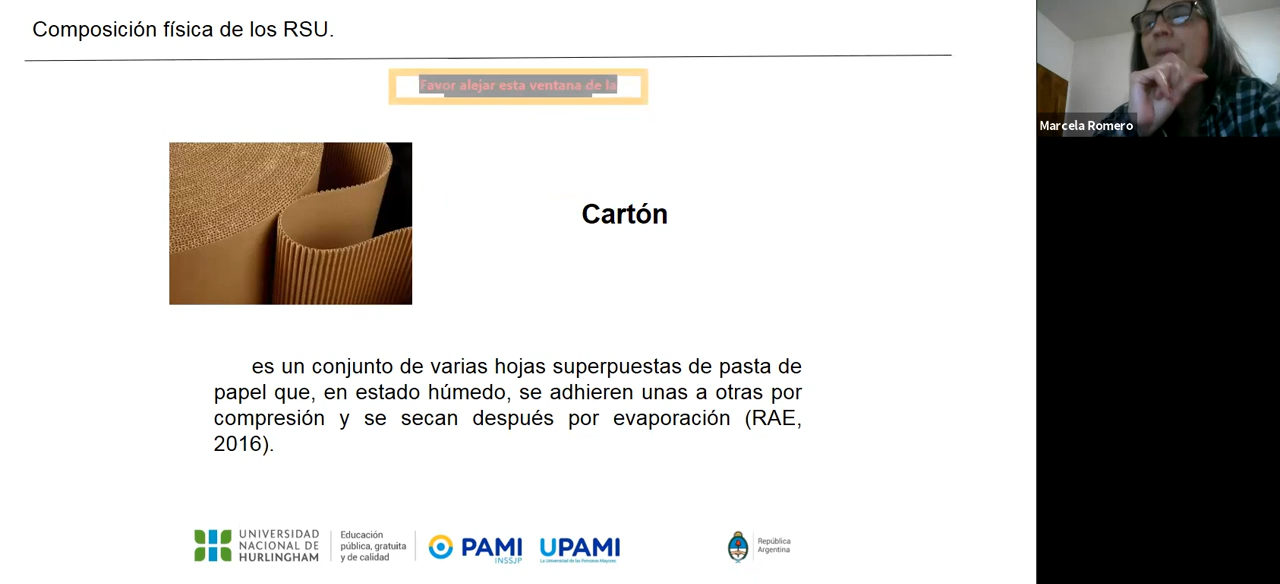 Composición física de los RSU.
Favor alejar esta ventana de la
Marcela Romero
Cartón
es un conjunto de varias hojas superpuestas de pasta de
papel que, en estado húmedo, se adhieren unas a otras por
compresión y se secan después por evaporación (RAE,
2016).
UNIVERSIDAD
NACIONAL DE
HURLINGHAM
Educación
pública, gratuita
y de calidad
PAMI
INSSJP
UPAMI
La Universidad de las Personas Mayores
República
Argentina